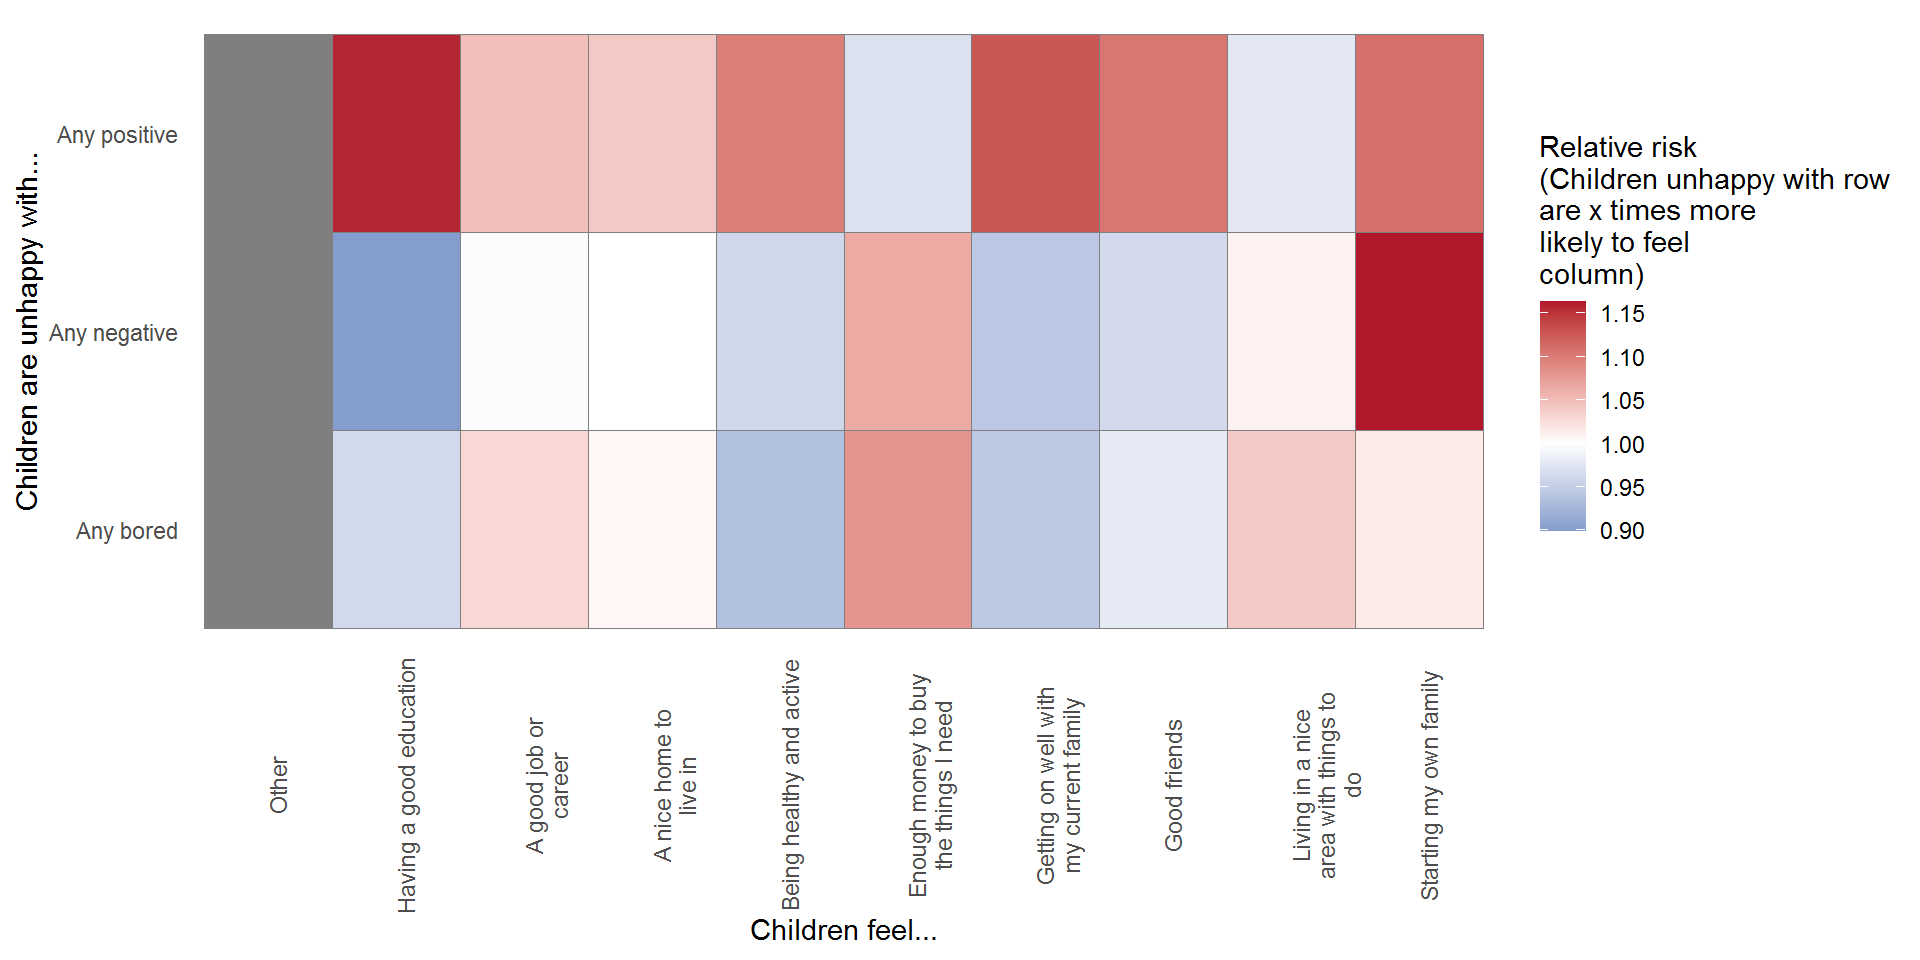 Children are unhappy with...
Any positive
Any negative
Any bored
Other
Having a good education
A good job or
career
A nice home to
live in
Being healthy and active
Enough money to buy
the things I need
Getting on well with
my current family
Good friends
Living in a nice
area with things to
do
Starting my own family
Children feel...
Relative risk
(Children unhappy with row
are x times more
likely to feel
column)
1.15
1.10
1.05
1.00
0.95
0.90